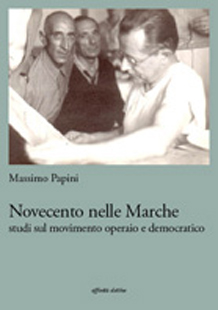 Massimo Papini
Novecento nelle Marche
studi sul movimento operaio e democratico
affinità elettive